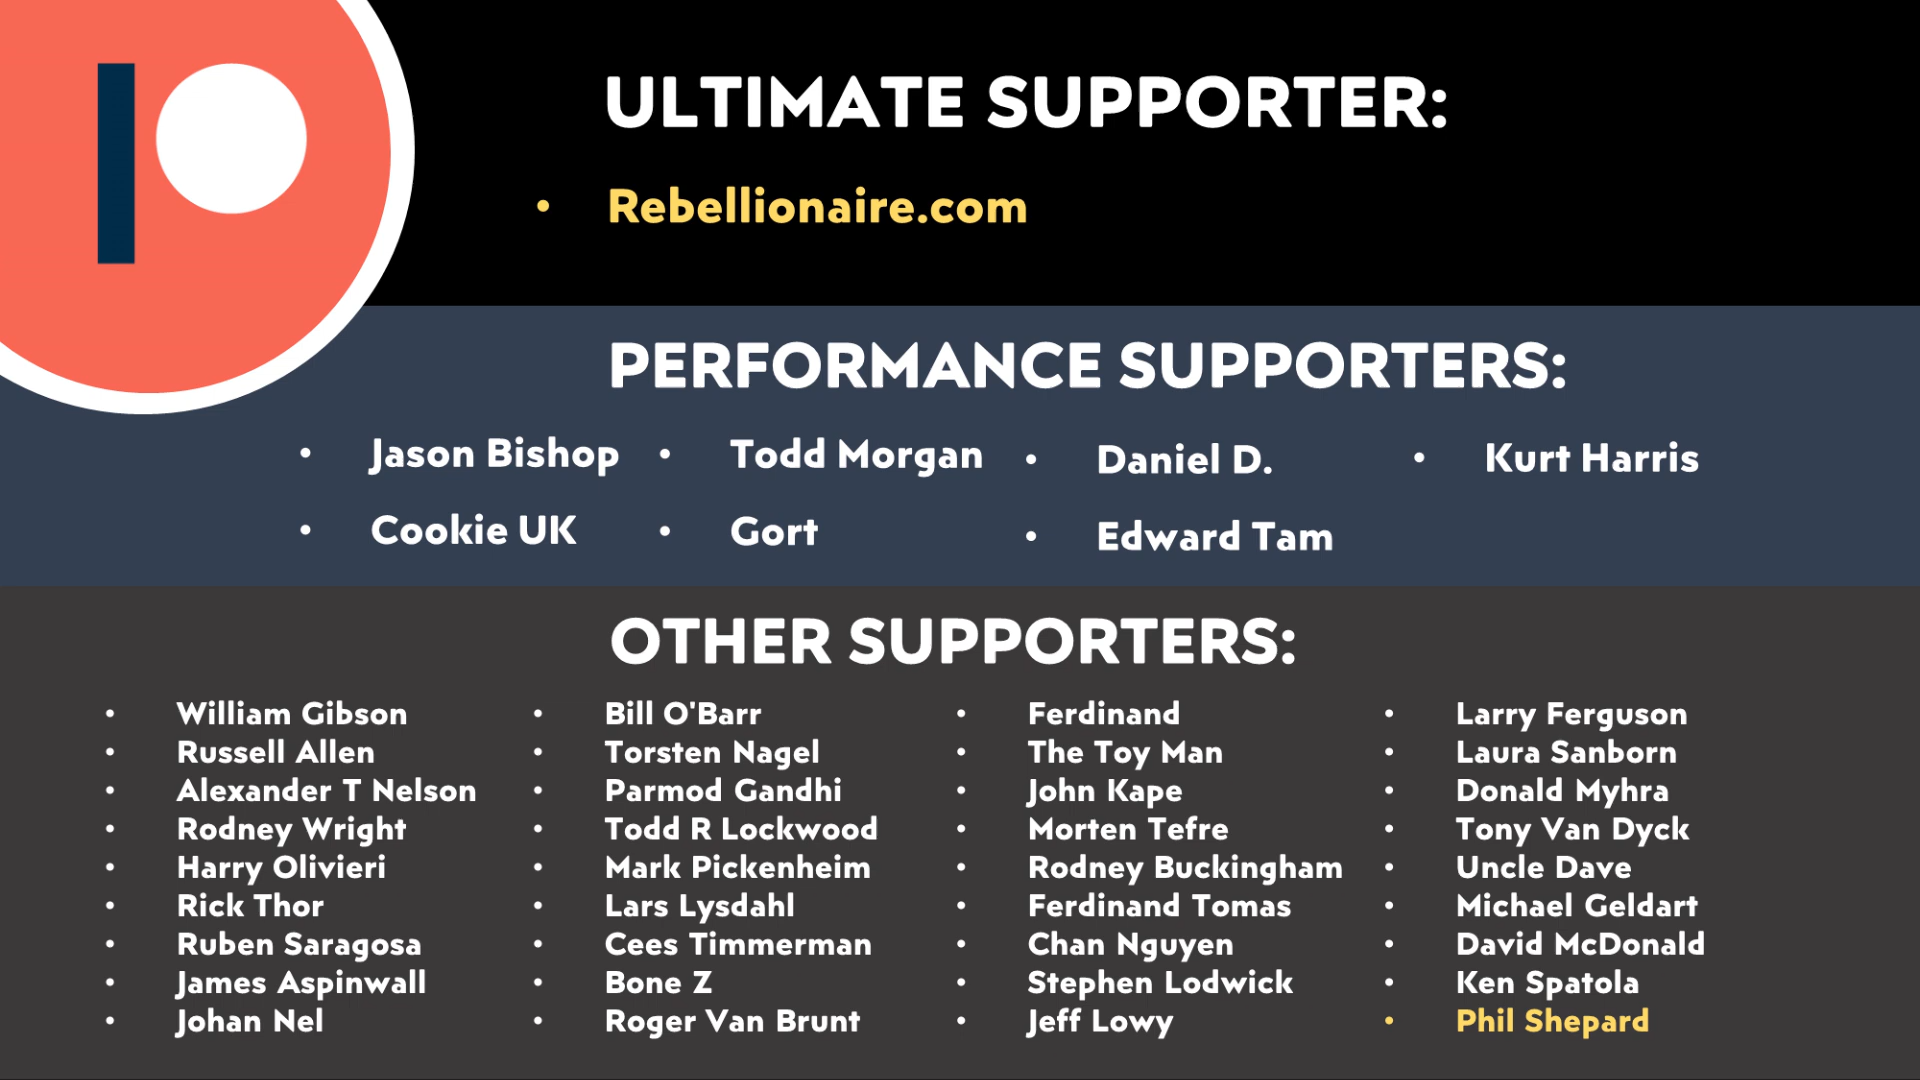 ULTIMATE SUPPORTER:
• Rebellionaire.com
PERFORMANCE SUPPORTERS:
• Jason Bishop
• Cookie UK
• Todd Morgan
• Gort
• Daniel D.
• Edward Tam
• Kurt Harris
OTHER SUPPORTERS:
• William Gibson
• Russell Allen
• Alexander T Nelson
• Rodney Wright
• Harry Olivieri
• Rick Thor
• Ruben Saragosa
• James Aspinwall
• Johan Nel
• Bill O'Barr
• Torsten Nagel
• Parmod Gandhi
• Todd R Lockwood
• Mark Pickenheim
• Lars Lysdahl
• Cees Timmerman
• Bone Z
• Roger Van Brunt
• Ferdinand
• The Toy Man
• John Kape
• Morten Tefre
• Rodney Buckingham
• Ferdinand Tomas
• Chan Nguyen
• Stephen Lodwick
• Jeff Lowy
• Larry Ferguson
• Laura Sanborn
• Donald Myhra
• Tony Van Dyck
• Uncle Dave
• Michael Geldart
• David McDonald
• Ken Spatola
• Phil Shepard